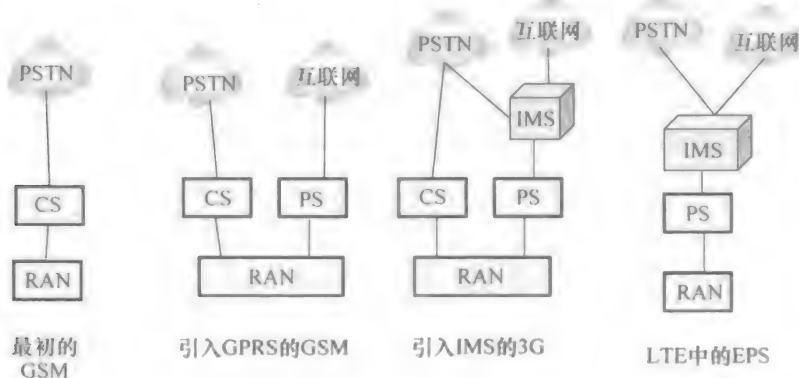 PSTN
CS
RAN
最初的
GSM
PSTN
互联网
CS
PS
RAN
引入GPRS的GSM
PSTN
互联网
IMS
CS
PS
RAN
引入IMS的3G
PSTN
互联网
IMS
PS
RAN
LTE中的EPS